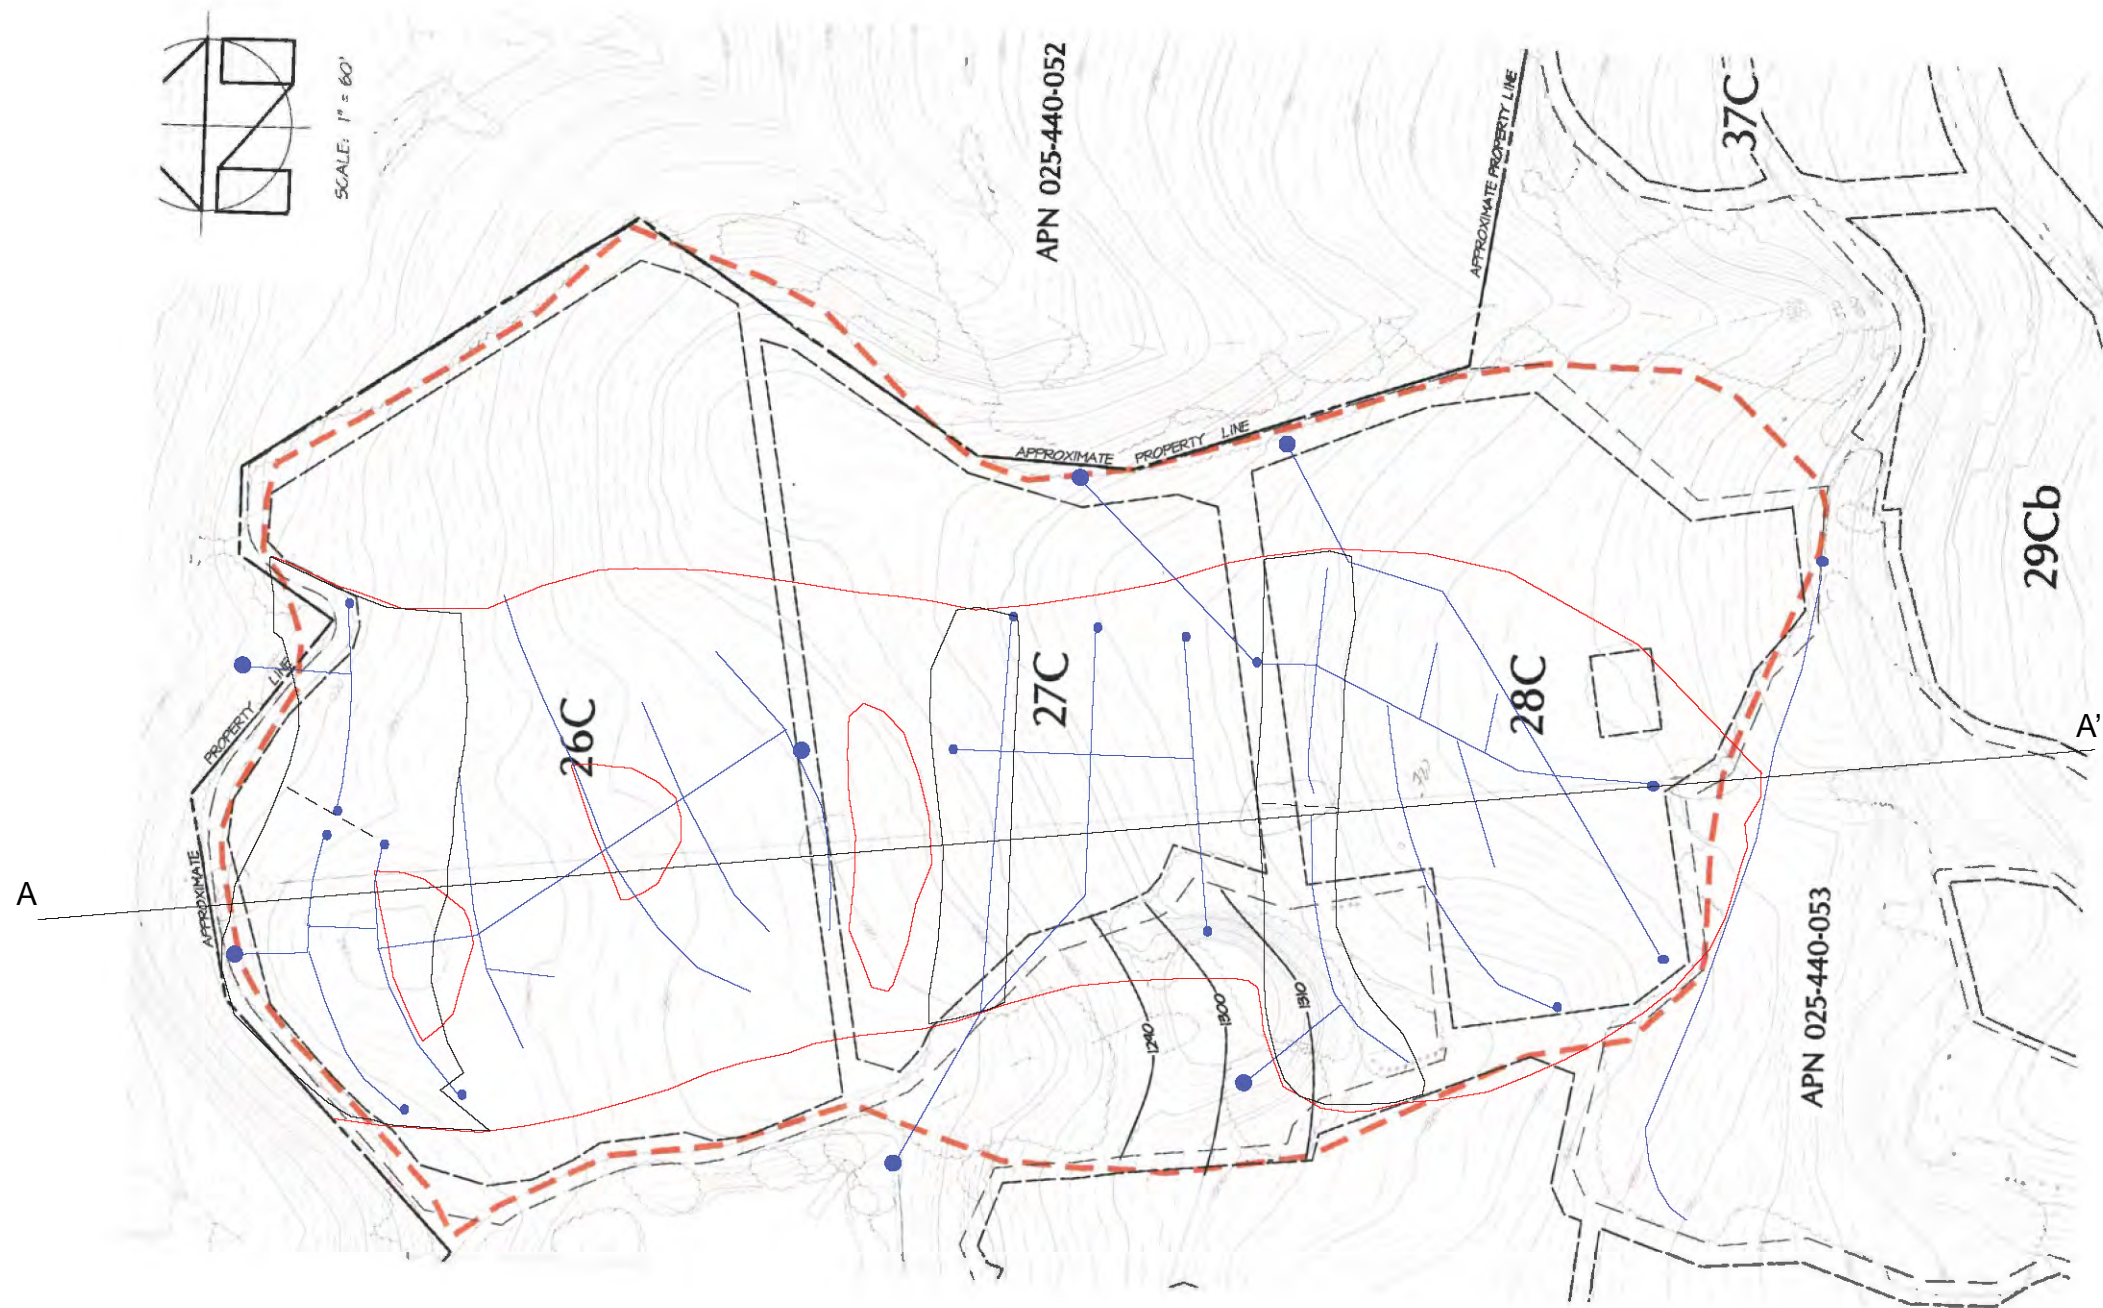 SCALE: 1" = 60'
APN 025-440-052
APPROXIMATE PROPERTY LINE
37C
APPROXIMATE PROPERTY LINE
29Cb
PROPERTY LINE
APPROXIMATE
26C
27C
28C
A
A'
1290
1300
1310
APN 025-440-053